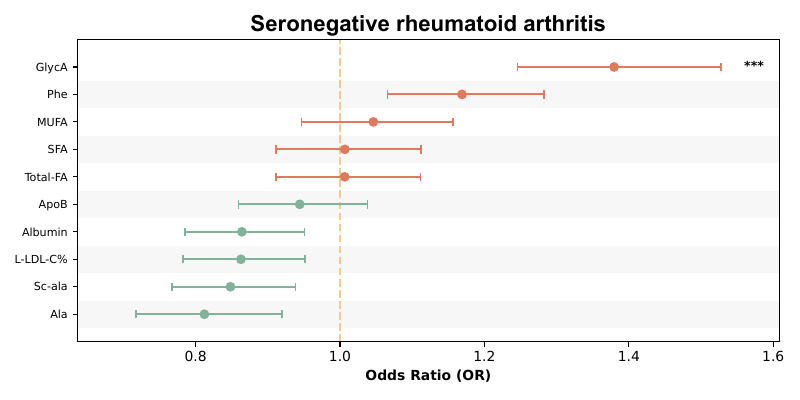 Seronegative rheumatoid arthritis
GlycA
***
Phe
MUFA
SFA
Total-FA
ApoB
Albumin
L-LDL-C%
Sc-ala
Ala
0.8 1.0 1.2 1.4 1.6
Odds Ratio (OR)